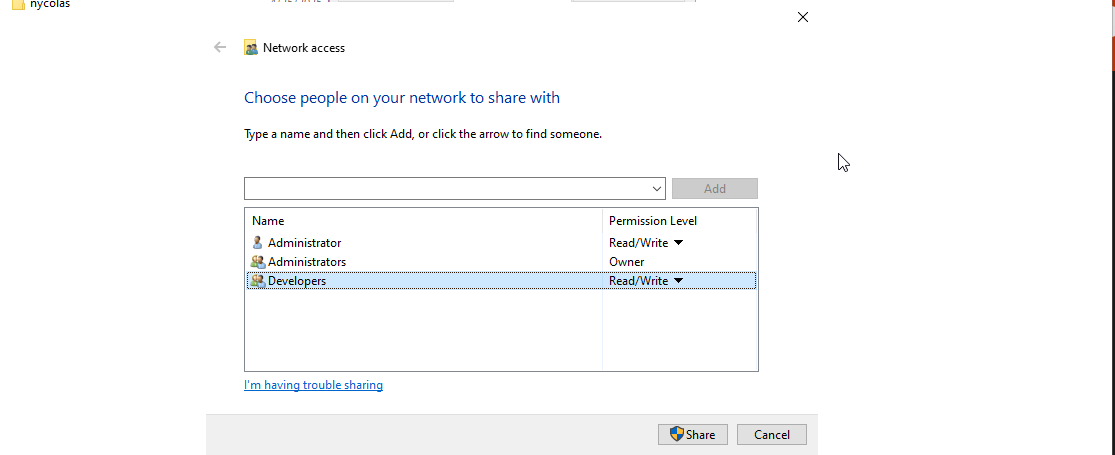 nycolas
Network access
Choose people on your network to share with
Type a name and then click Add, or click the arrow to find someone.
Add
Name Permission Level
Administrator Read/Write
Administrators Owner
Developers Read/Write
I'm having trouble sharing
Share Cancel